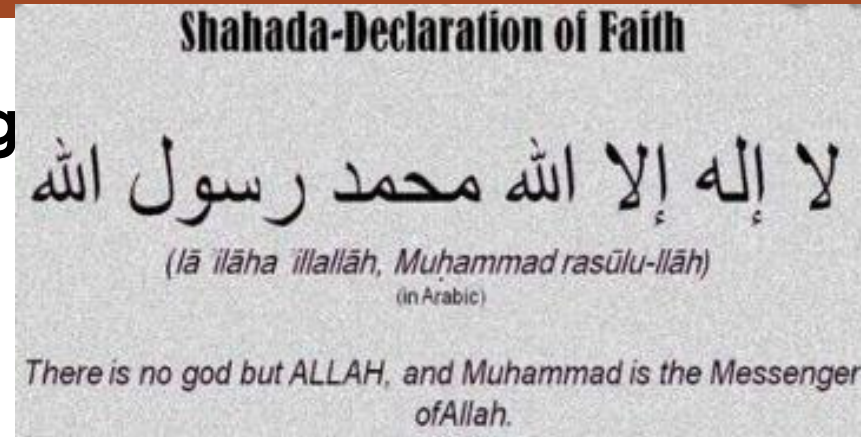 Shahada-Declaration of Faith
g
لا إله إلا الله محمد رسول الله
(lā ʾilāha ʾillallāh, Muḥammad rasūlu-llāh)
(in Arabic)
There is no god but ALLAH, and Muhammad is the Messenger
ofAllah.